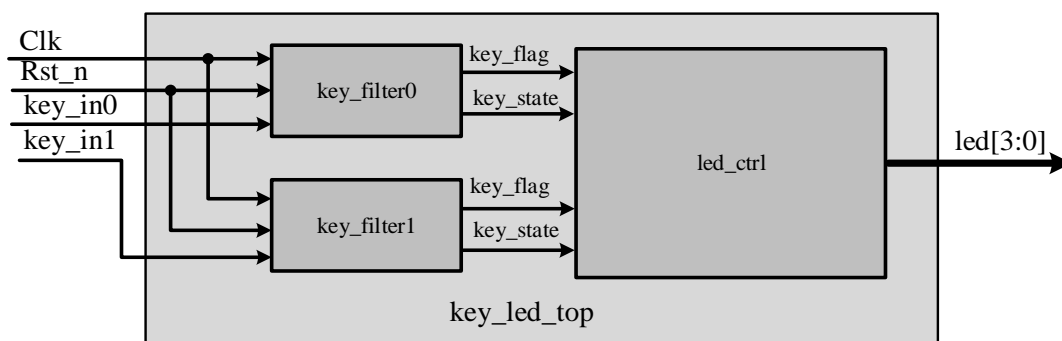 Clk
Rst_n
key_in0
key_in1
key_filter0
key_flag
key_state
key_filter1
key_flag
key_state
led_ctrl
led[3:0]
key_led_top